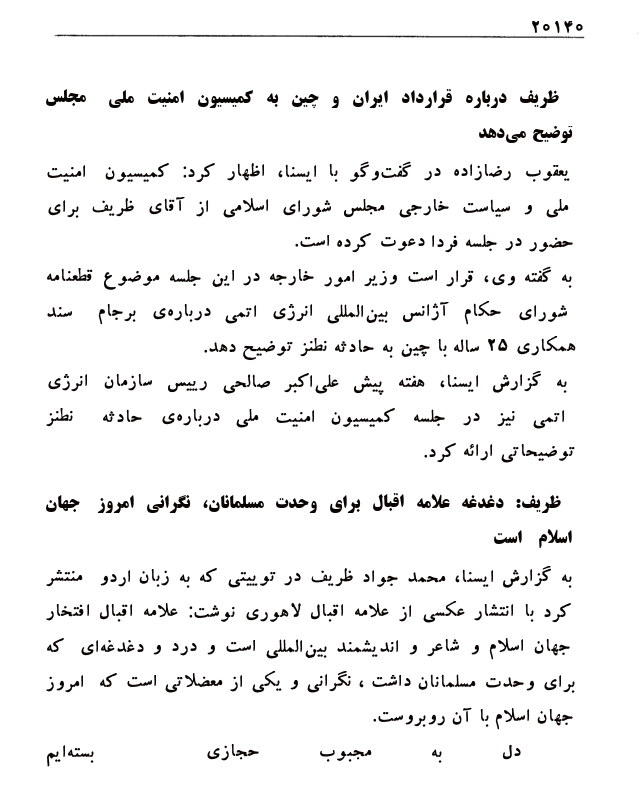 ۲۰۱۴۰
ظریف درباره قرارداد ایران و چین به کمیسیون امنیت ملی مجلس
توضیح می‌دهد
یعقوب رضازاده در گفت‌وگو با ایسنا، اظهار کرد: کمیسیون امنیت
ملی و سیاست خارجی مجلس شورای اسلامی از آقای ظریف برای
حضور در جلسه فردا دعوت کرده است.
به گفته وی، قرار است وزیر امور خارجه در این جلسه موضوع قطعنامه
شورای حکام آژانس بین‌المللی انرژی اتمی درباره‌ی برجام سند
همکاری ۲۵ ساله با چین به حادثه نطنز توضیح دهد.
به گزارش ایسنا، هفته پیش علی‌اکبر صالحی رییس سازمان انرژی
اتمی نیز در جلسه کمیسیون امنیت ملی درباره‌ی حادثه نطنز
توضیحاتی ارائه کرد.
ظریف: دغدغه علامه اقبال برای وحدت مسلمانان، نگرانی امروز جهان
اسلام است
به گزارش ایسنا، محمد جواد ظریف در توییتی که به زبان اردو منتشر
کرد با انتشار عکسی از علامه اقبال لاهوری نوشت: علامه اقبال افتخار
جهان اسلام و شاعر و اندیشمند بین‌المللی است و درد و دغدغه‌ای که
برای وحدت مسلمانان داشت ، نگرانی و یکی از معضلاتی است که امروز
جهان اسلام با آن روبروست.
دل به مجبوب حجازی بسته‌ایم